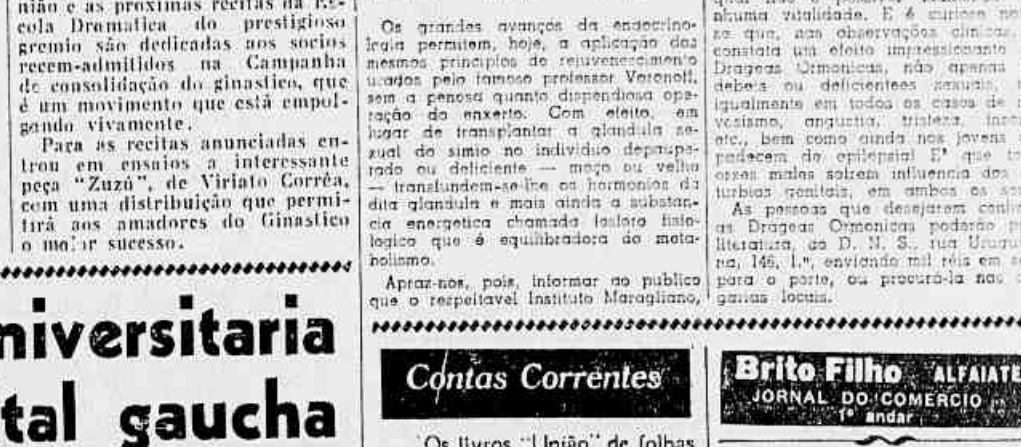 nião e as proximas recitas da Es-
cola Dramatica do prestigioso
gremio são dedicadas aos socios
recem-admitidos na Campanha
de consolidação do ginastico, que
é um movimento que está empol-
gando vivamente.
Para as recitas anunciadas en-
trou em ensaios a interessante
peça "Zuzú", de Viriato Corrêa,
com uma distribuição que permi-
tirá aos amadores do Ginastico
o maior sucesso.
niversitaria
tal gaucha
Os grandes avanços da endocrino-
logia permitem, hoje, a aplicação dos
mesmos principios de rejuvenescimento
usados pelo famoso professor Voronoff,
sem a penosa quanto dispendiosa ope-
ração do enxerto. Com efeito, em
lugar de transplantar a glandula se-
xual do simio no individuo depaupe-
rado ou deficiente — moço ou velho
— transfundem-se-lhe os hormonios da
dita glandula e mais ainda a substan-
cia energetica chamada fosforo fisio-
logico que é equilibradora do meta-
bolismo.
Apraz-nos, pois, informar ao publico
que o respeitavel Instituto Maragliano,
nhuma vitalidade. E é curioso
se que, nas observações clinicas,
constata um efeito impressionante
Drageas Ormonicas, não apenas
debeis ou deficientes sexuais,
igualmente em todos os casos de
vosismo, angustia, tristeza,
etc., bem como ainda nos jovens
padecem de epilepsia! E' que
esses males sofrem influencia dos
turbios genitais, em ambos os
As pessoas que desejarem
as Drageas Ormonicas poderão
literatura, ao D. N. S., rua
na, 146, 1.º, enviando mil réis em
para o porte, ou procurá-la nas
garias locais.
Contas Correntes
Os livros "União" de folhas
Brito Filho ALFAIATE
JORNAL DO COMERCIO
1º andar